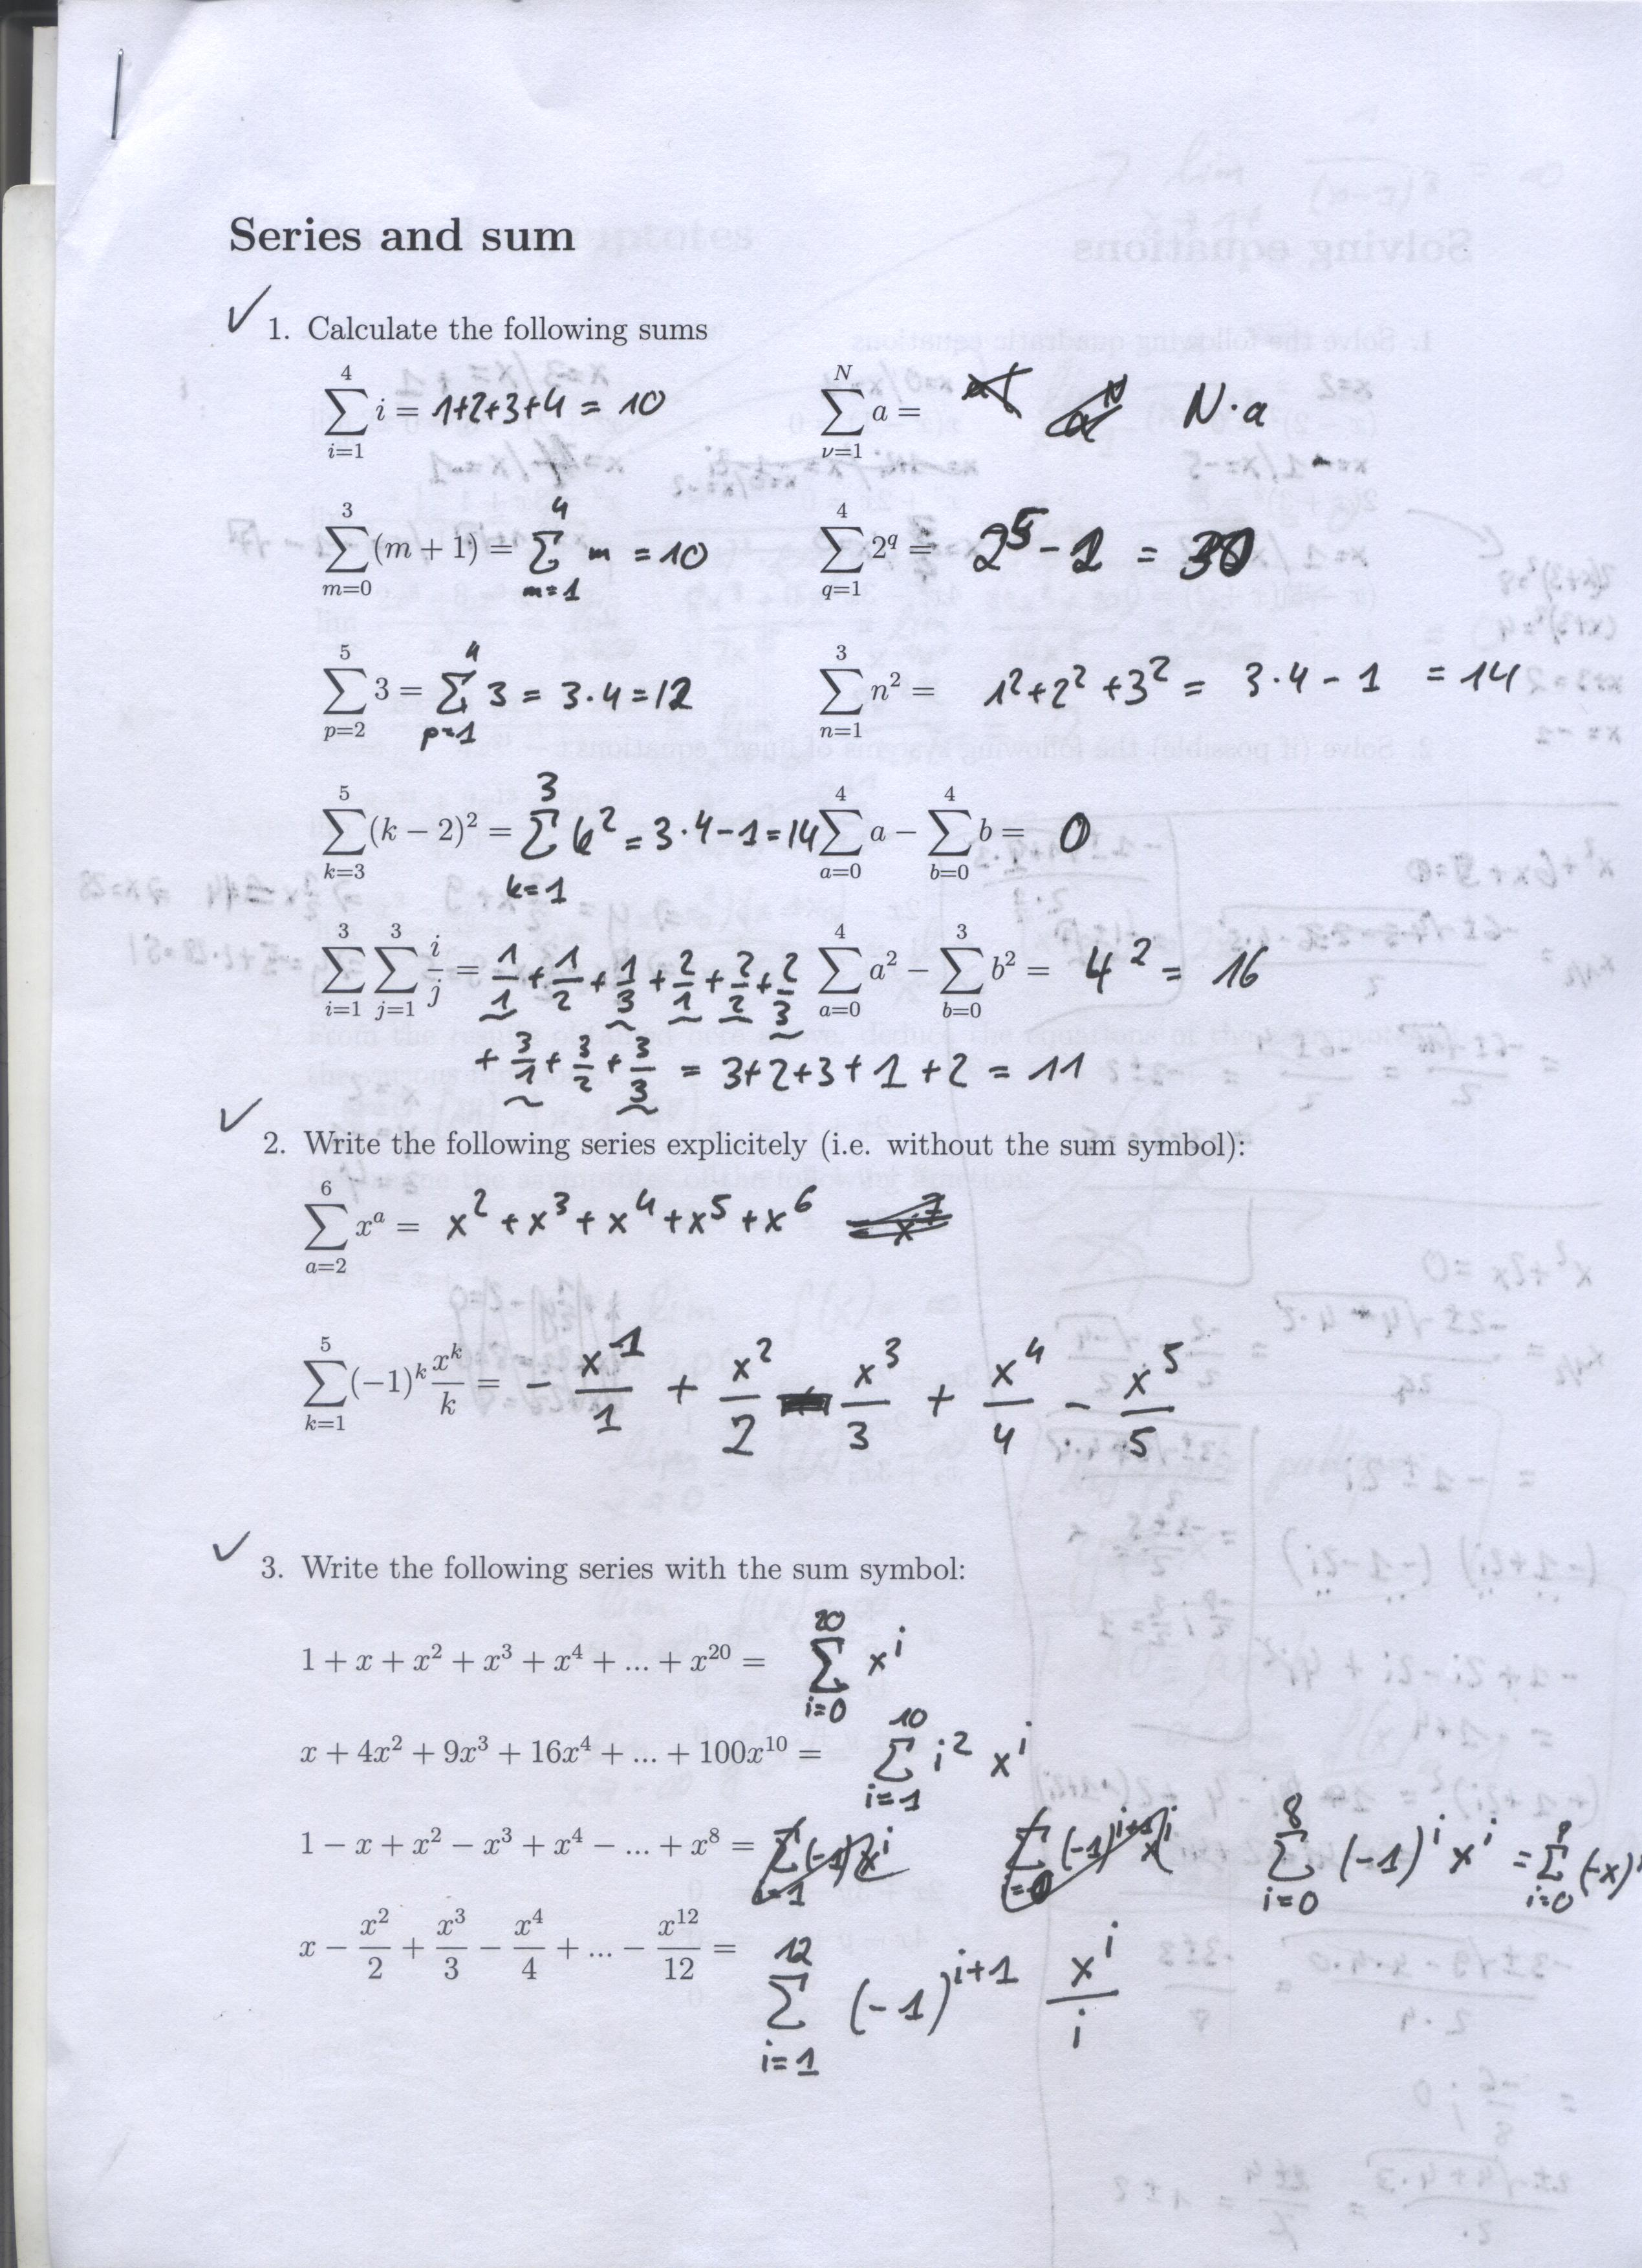 Series and sum
✓ 1. Calculate the following sums
\sum_{i=1}^{4} i = 1+2+3+4 = 10
\sum_{ν=1}^{N} a = N·a
\sum_{m=0}^{3} (m + 1) = \sum_{m=1}^{4} m = 10
\sum_{q=1}^{4} 2^q = 2^5 - 2 = 30
\sum_{p=2}^{5} 3 = \sum_{p=1}^{4} 3 = 3·4 = 12
\sum_{n=1}^{3} n^2 = 1^2+2^2+3^2 = 3·4-1 = 14
\sum_{k=3}^{5} (k − 2)^2 = \sum_{k=1}^{3} k^2 = 3·4-1 = 14
\sum_{a=0}^{4} a − \sum_{b=0}^{4} b = 0
\sum_{i=1}^{3} \sum_{j=1}^{3} \frac{i}{j} = \frac{1}{1} + \frac{1}{2} + \frac{1}{3} + \frac{2}{1} + \frac{2}{2} + \frac{2}{3}
+ \frac{3}{1} + \frac{3}{2} + \frac{3}{3} = 3+2+3+1+2 = 11
\sum_{a=0}^{4} a^2 − \sum_{b=0}^{3} b^2 = 4^2 = 16
✓ 2. Write the following series explicitely (i.e. without the sum symbol):
\sum_{a=2}^{6} x^a = x^2 + x^3 + x^4 + x^5 + x^6
\sum_{k=1}^{5} (−1)^k \frac{x^k}{k} = - \frac{x^1}{1} + \frac{x^2}{2} - \frac{x^3}{3} + \frac{x^4}{4} - \frac{x^5}{5}
✓ 3. Write the following series with the sum symbol:
1 + x + x^2 + x^3 + x^4 + ... + x^{20} = \sum_{i=0}^{20} x^i
x + 4x^2 + 9x^3 + 16x^4 + ... + 100x^{10} = \sum_{i=1}^{10} i^2 x^i
1 − x + x^2 − x^3 + x^4 − ... + x^8 = \sum_{i=0}^{8} (-1)^i x^i = \sum_{i=0}^{8} (-x)^i
x − \frac{x^2}{2} + \frac{x^3}{3} − \frac{x^4}{4} + ... − \frac{x^{12}}{12} = \sum_{i=1}^{12} (-1)^{i+1} \frac{x^i}{i}